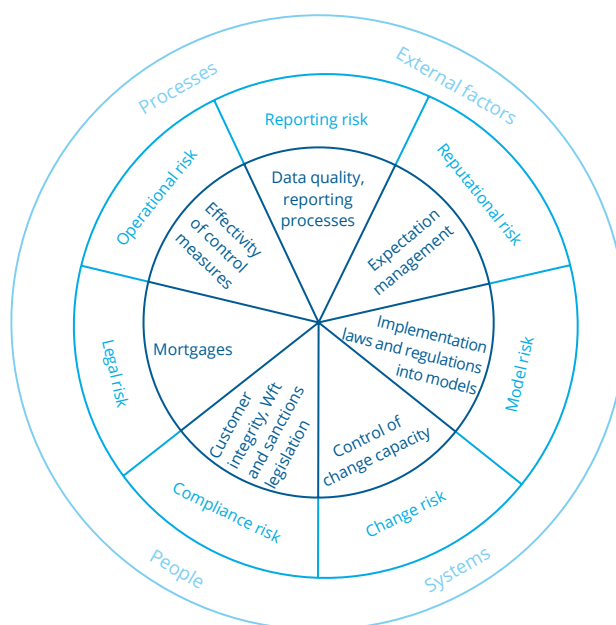 Processes
External factors
Reporting risk
Operational risk
Reputational risk
Data quality,
reporting
processes
Effectivity
of control
measures
Expectation
management
Legal risk
Mortgages
Implementation
laws and regulations
into models
Model risk
Customer
integrity, Wft
and sanctions
legislation
Control of
change capacity
Compliance risk
Change risk
People
Systems